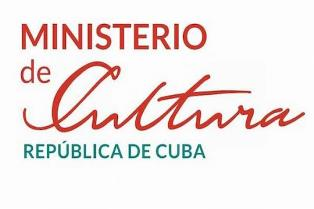 MINISTERIO
de
Cultura
REPÚBLICA DE CUBA